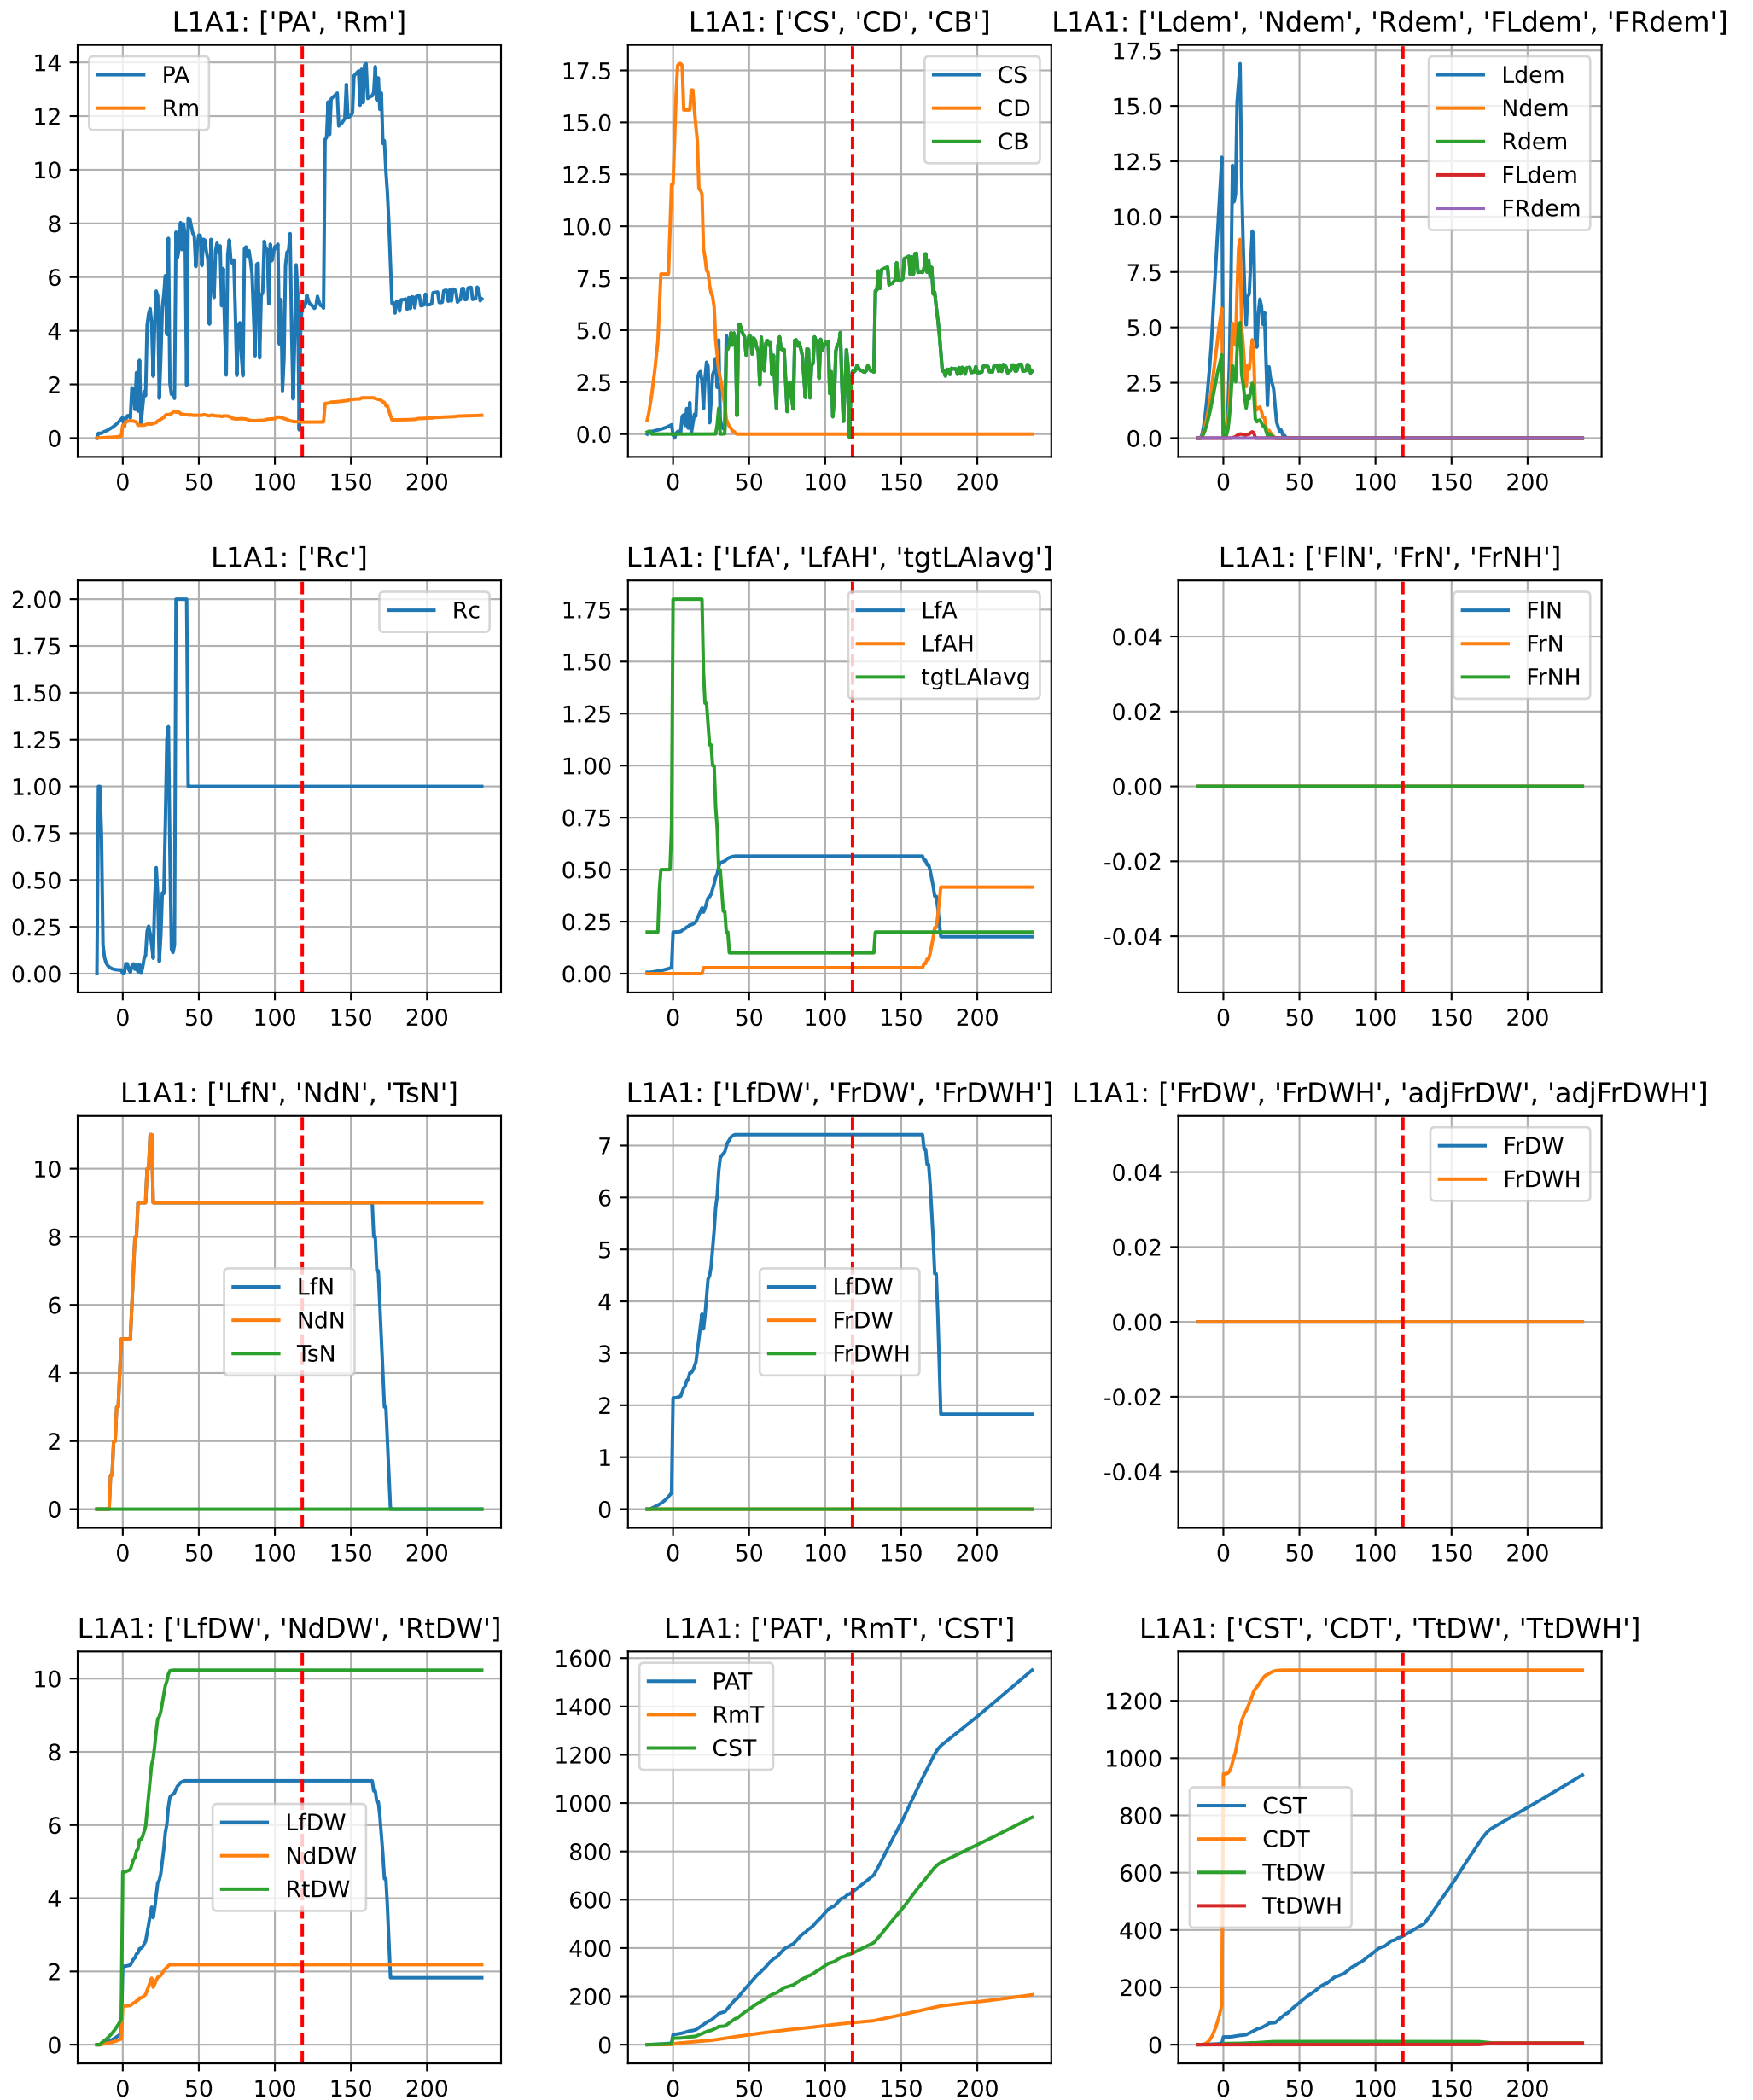 L1A1: ['PA', 'Rm']
14
12
10
8
6
4
2
0
0 50 100 150 200
PA
Rm
L1A1: ['CS', 'CD', 'CB']
17.5
15.0
12.5
10.0
7.5
5.0
2.5
0.0
0 50 100 150 200
CS
CD
CB
L1A1: ['Ldem', 'Ndem', 'Rdem', 'FLdem', 'FRdem']
17.5
15.0
12.5
10.0
7.5
5.0
2.5
0.0
0 50 100 150 200
Ldem
Ndem
Rdem
FLdem
FRdem
L1A1: ['Rc']
2.00
1.75
1.50
1.25
1.00
0.75
0.50
0.25
0.00
0 50 100 150 200
Rc
L1A1: ['LfA', 'LfAH', 'tgtLAIavg']
1.75
1.50
1.25
1.00
0.75
0.50
0.25
0.00
0 50 100 150 200
LfA
LfAH
tgtLAIavg
L1A1: ['FlN', 'FrN', 'FrNH']
0.04
0.02
0.00
-0.02
-0.04
0 50 100 150 200
FlN
FrN
FrNH
L1A1: ['LfN', 'NdN', 'TsN']
10
8
6
4
2
0
0 50 100 150 200
LfN
NdN
TsN
L1A1: ['LfDW', 'FrDW', 'FrDWH']
7
6
5
4
3
2
1
0
0 50 100 150 200
LfDW
FrDW
FrDWH
L1A1: ['FrDW', 'FrDWH', 'adjFrDW', 'adjFrDWH']
0.04
0.02
0.00
-0.02
-0.04
0 50 100 150 200
FrDW
FrDWH
L1A1: ['LfDW', 'NdDW', 'RtDW']
10
8
6
4
2
0
0 50 100 150 200
LfDW
NdDW
RtDW
L1A1: ['PAT', 'RmT', 'CST']
1600
1400
1200
1000
800
600
400
200
0
0 50 100 150 200
PAT
RmT
CST
L1A1: ['CST', 'CDT', 'TtDW', 'TtDWH']
1200
1000
800
600
400
200
0
0 50 100 150 200
CST
CDT
TtDW
TtDWH